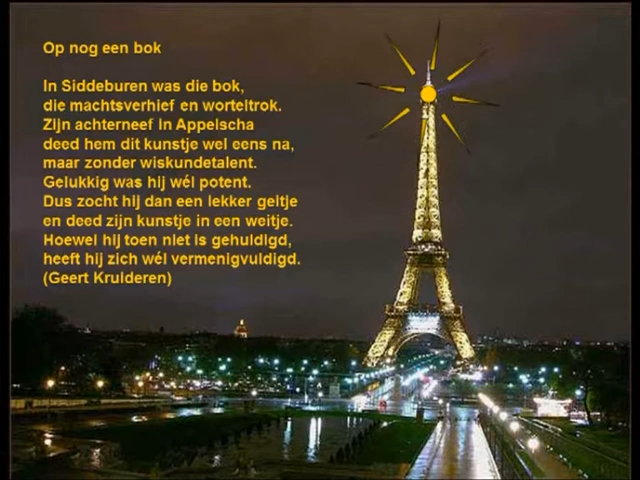 Op nog een bok
In Siddeburen was die bok,
die machtsverhief en worteltrok.
Zijn achterneef in Appelscha
deed hem dit kunstje wel eens na,
maar zonder wiskundetalent.
Gelukkig was hij wél potent.
Dus zocht hij dan een lekker geitje
en deed zijn kunstje in een weitje.
Hoewel hij toen niet is gehuldigd,
heeft hij zich wél vermenigvuldigd.
(Geert Kruideren)